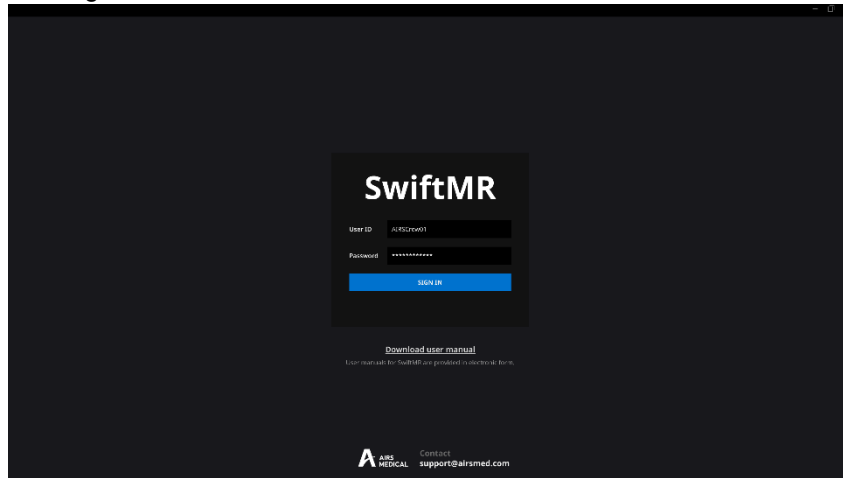 SwiftMR
User ID AIRSCrew01
Password ************
SIGN IN
Download user manual
User manuals for SwiftMR are provided in electronic form.
AIRS
MEDICAL
Contact
support@airsmed.com